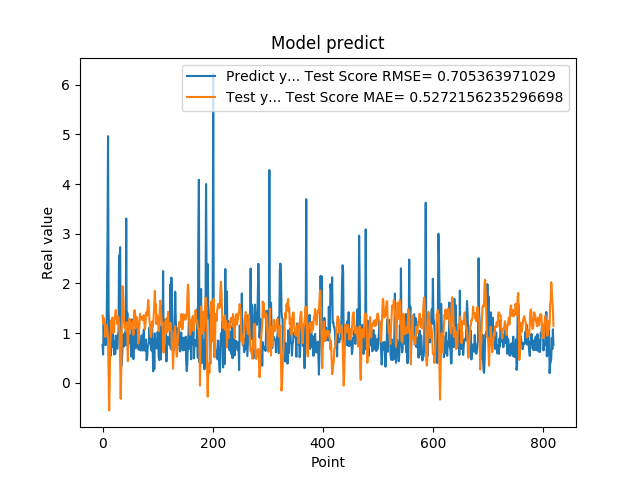 Model predict
Predict y... Test Score RMSE= 0.705363971029
Test y... Test Score MAE= 0.5272156235296698
Real value
6
5
4
3
2
1
0
0 200 400 600 800
Point